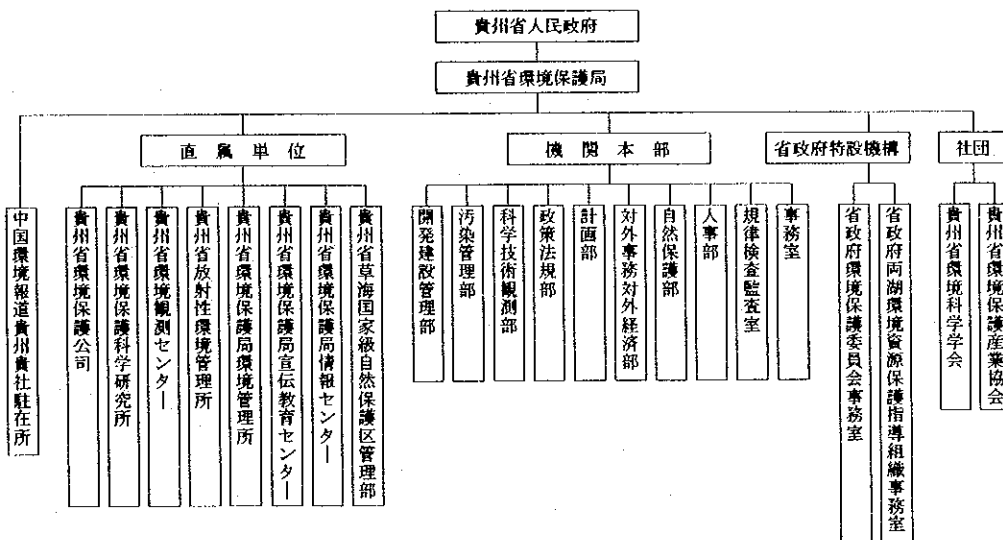 貴州省人民政府
貴州省環境保護局
直属単位
機関本部
省政府特設機構
社団
中国環境報道貴州貴社駐在所
貴州省環境保護公司
貴州省環境保護科学研究所
貴州省環境観測センター
貴州省放射性環境管理所
貴州省環境保護局環境管理所
貴州省環境保護局宣伝教育センター
貴州省環境保護局情報センター
貴州省草海国家級自然保護区管理部
開発建設管理部
汚染管理部
科学技術観測部
政策法規部
計画部
対外事務対外経済部
自然保護部
人事部
規律検査監査室
事務室
省政府環境保護委員会事務室
省政府両湖環境資源保護指導組織事務室
貴州省環境科学学会
貴州省環境保護産業協会